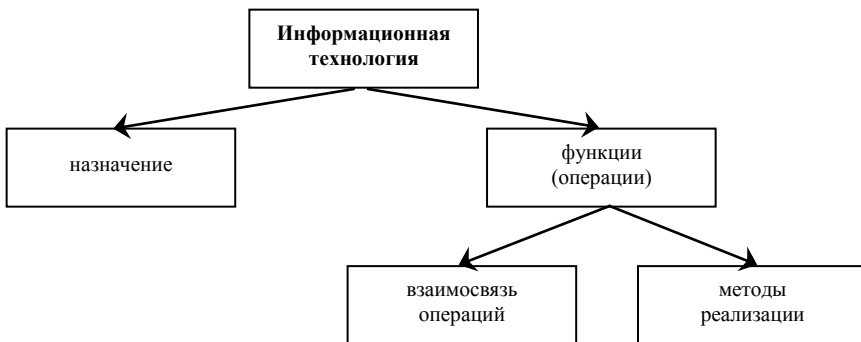 Информационная
технология
назначение
функции
(операции)
взаимосвязь
операций
методы
реализации